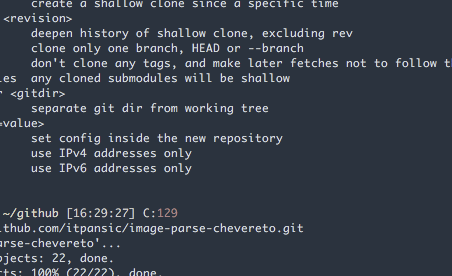 create a shallow clone since a specific time
<revision>
deepen history of shallow clone, excluding rev
clone only one branch, HEAD or --branch
don't clone any tags, and make later fetches not to follow
any cloned submodules will be shallow
<gitdir>
separate git dir from working tree
=value>
set config inside the new repository
use IPv4 addresses only
use IPv6 addresses only
~/github [16:29:27] C:129
thub.com/itpansic/image-parse-chevereto.git
arse-chevereto'...
bjects: 22, done.
cts: 100% (22/22), done.